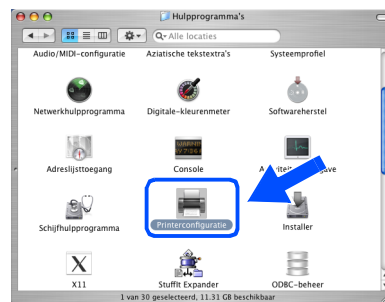 Hulpprogramma's
Alle locaties
Audio/MIDI-configuratie Aziatische tekstextra's Systeemprofiel
Netwerkhulpprogramma Digitale-kleurenmeter Softwareherstel
Adreslijsttoegang Console
Schijfhulpprogramma Printerconfiguratie Installer
X11 StuffIt Expander ODBC-beheer
1 van 30 geselecteerd, 11.31 GB beschikbaar